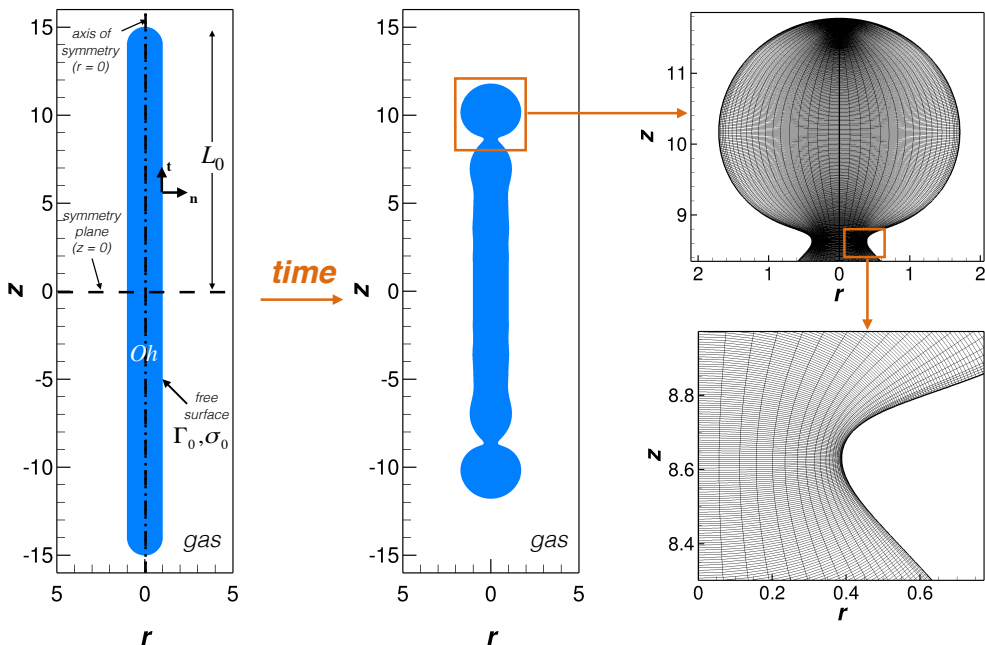 15
10
5
0
-5
-10
-15
z
axis of
symmetry
(r = 0)
L₀
t
n
symmetry
plane
(z = 0)
Oh
free
surface
Γ₀,σ₀
gas
5
0
5
r
time
15
10
5
0
-5
-10
-15
z
gas
5
0
5
r
11
10
9
z
2
1
0
1
2
r
8.8
8.6
8.4
z
0
0.2
0.4
0.6
r